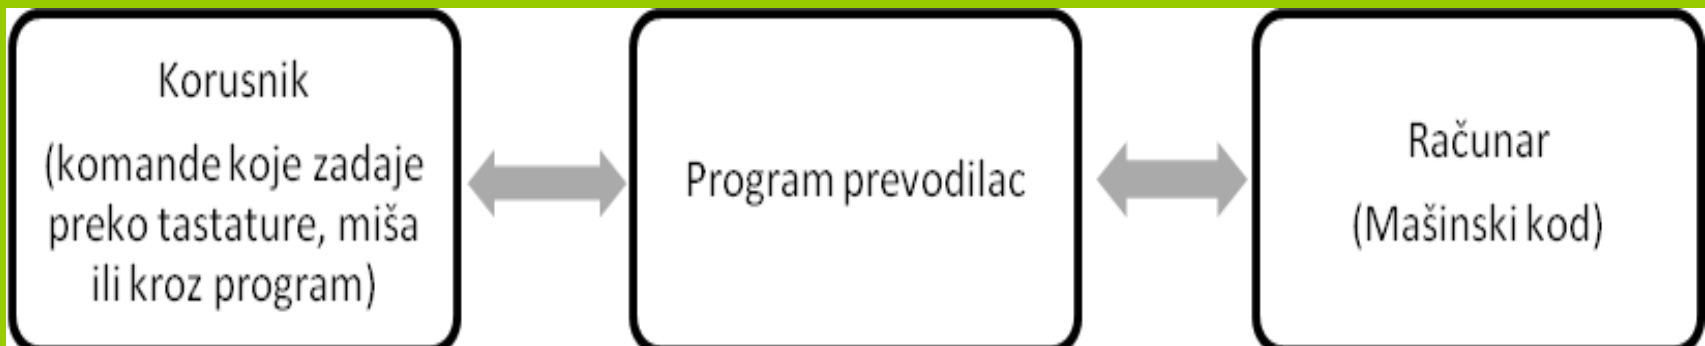 Korusnik
(komande koje zadaje
preko tastature, miša
ili kroz program)
Program prevodilac
Računar
(Mašinski kod)